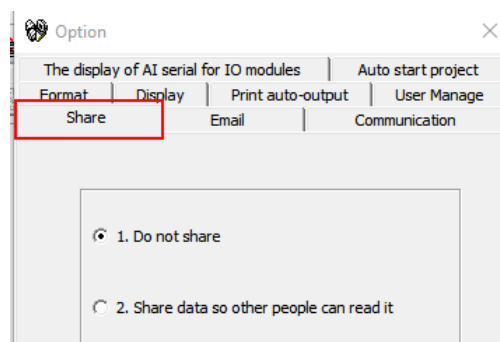 Option
The display of AI serial for IO modules Auto start project
Format Display Print auto-output User Manage
Share Email Communication
1. Do not share
2. Share data so other people can read it